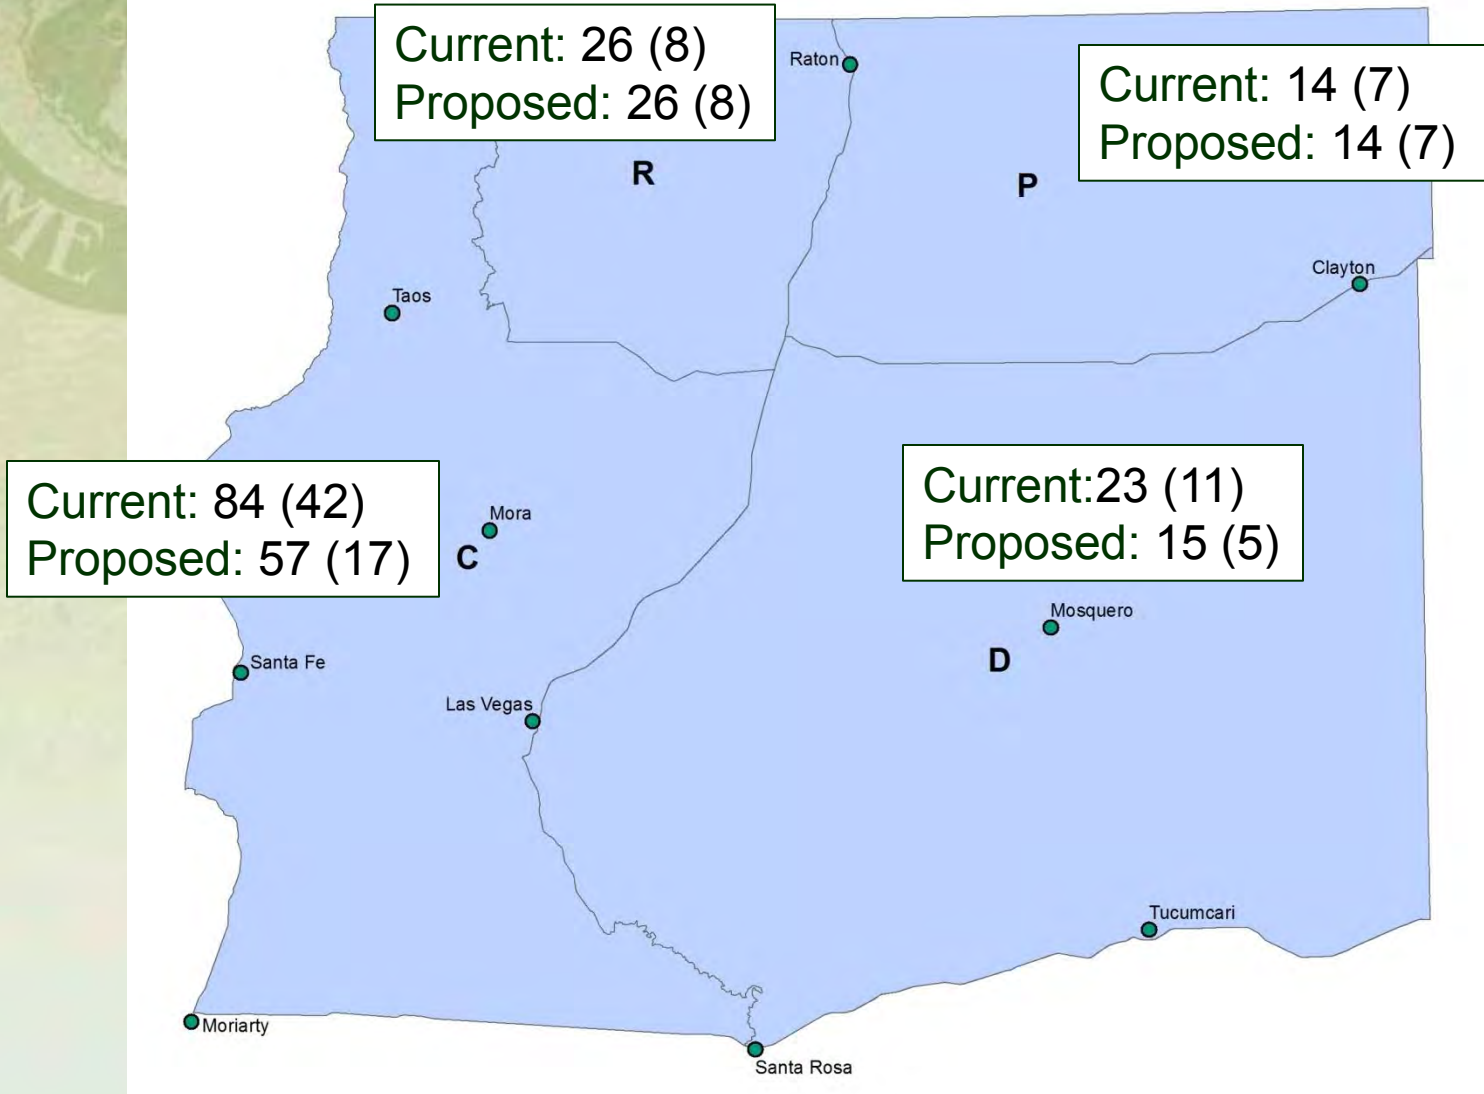 Current: 26 (8)
Proposed: 26 (8)
Raton
Current: 14 (7)
Proposed: 14 (7)
R
P
ME
Clayton
Taos
Current: 84 (42)
Proposed: 57 (17)
Mora
C
Current:23 (11)
Proposed: 15 (5)
Mosquero
D
Santa Fe
Las Vegas
Tucumcari
Moriarty
Santa Rosa